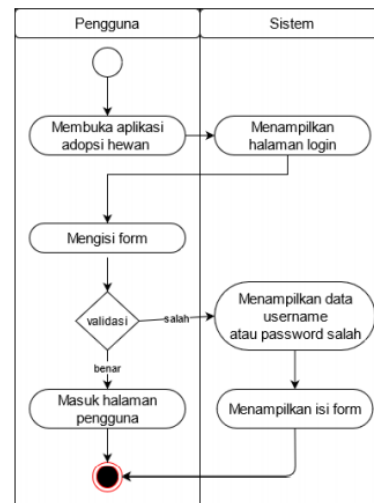 Pengguna
Sistem
Membuka aplikasi
adopsi hewan
Menampilkan
halaman login
Mengisi form
validasi
salah
Menampilkan data
username
atau password salah
benar
Masuk halaman
pengguna
Menampilkan isi form